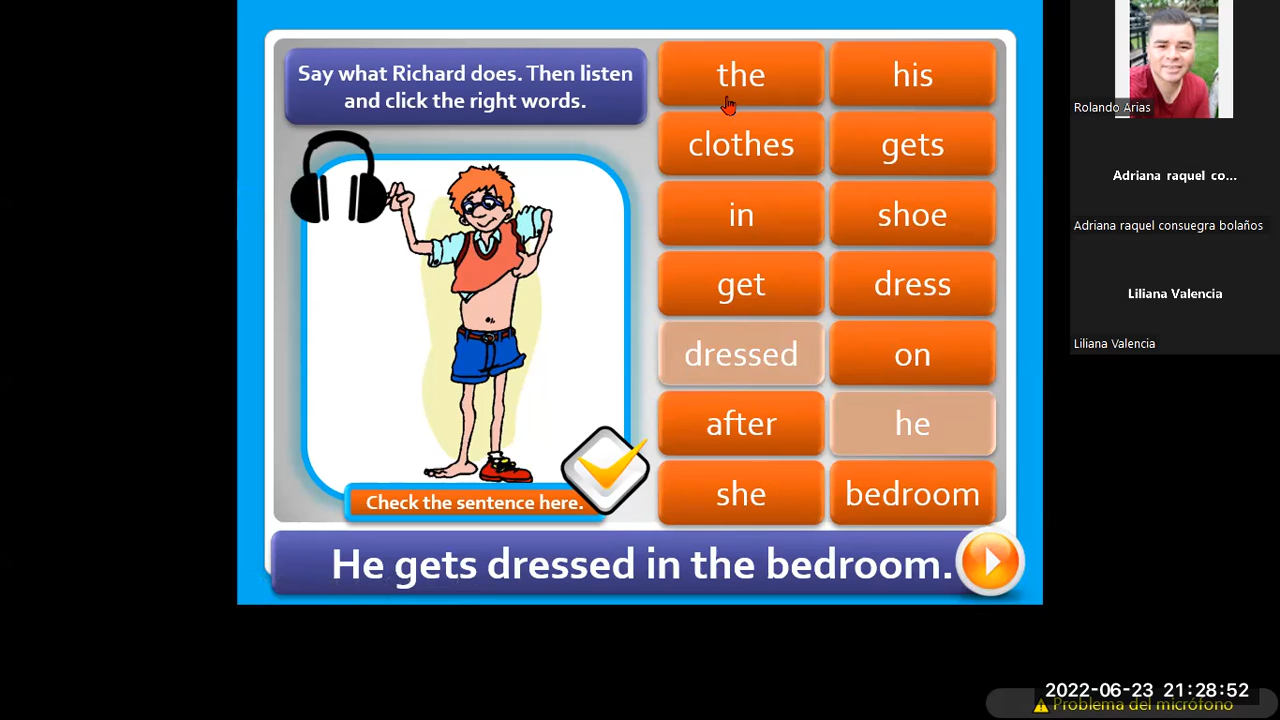 Say what Richard does. Then listen
and click the right words.
the
his
clothes
gets
in
shoe
get
dress
dressed
on
after
he
she
bedroom
Check the sentence here.
He gets dressed in the bedroom.
Rolando Arias
Adriana raquel co...
Adriana raquel consuegra bolaños
Liliana Valencia
Liliana Valencia
2022-06-23 21:28:52
Problema del micrófono